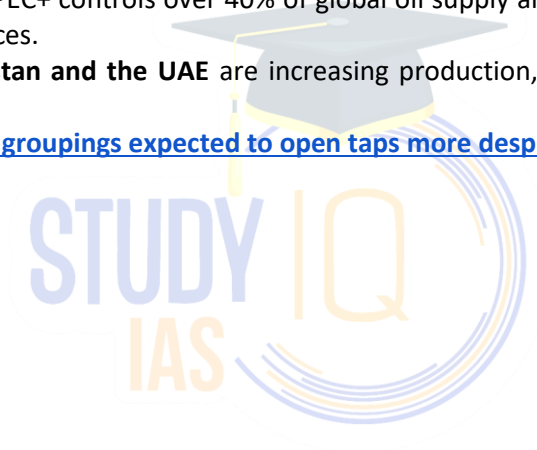 PEC+ controls over 40% of global oil supply
ces.
tan and the UAE are increasing production,
groupings expected to open taps more desp
STUDY IQ
IAS